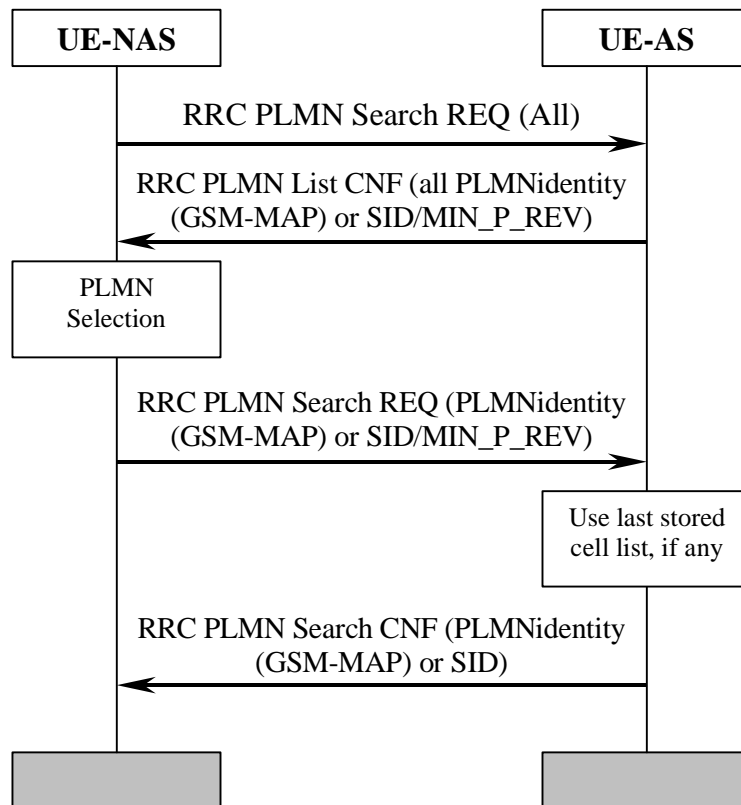 UE-NAS
UE-AS
RRC PLMN Search REQ (All)
RRC PLMN List CNF (all PLMNidentity
(GSM-MAP) or SID/MIN_P_REV)
PLMN
Selection
RRC PLMN Search REQ (PLMNidentity
(GSM-MAP) or SID/MIN_P_REV)
Use last stored
cell list, if any
RRC PLMN Search CNF (PLMNidentity
(GSM-MAP) or SID)